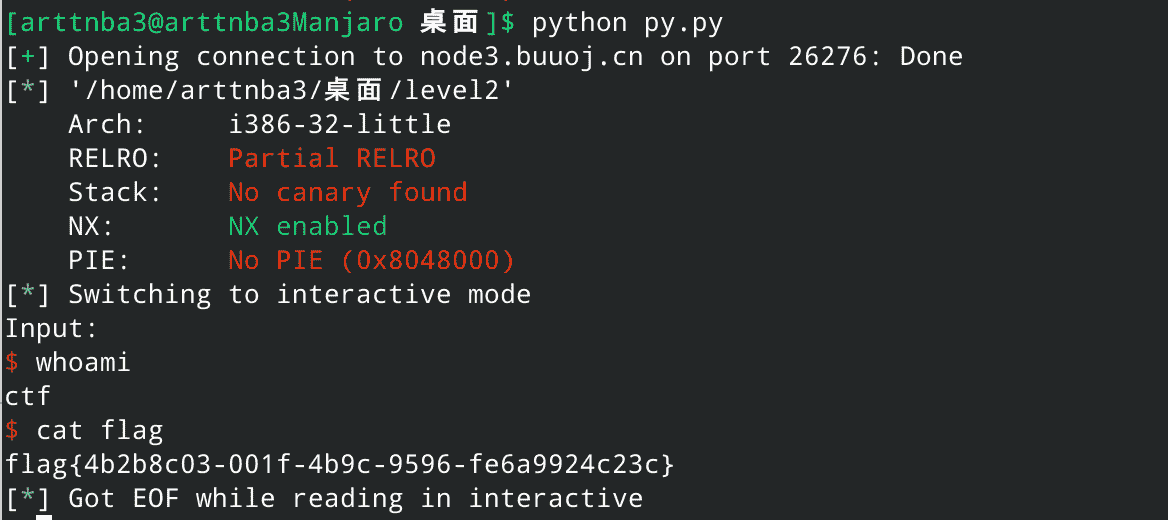 [arttnba3@arttnba3Manjaro 桌面]$ python py.py
[+] Opening connection to node3.buuoj.cn on port 26276: Done
[*] '/home/arttnba3/桌面/level2'
    Arch:     i386-32-little
    RELRO:    Partial RELRO
    Stack:    No canary found
    NX:       NX enabled
    PIE:      No PIE (0x8048000)
[*] Switching to interactive mode
Input:
$ whoami
ctf
$ cat flag
flag{4b2b8c03-001f-4b9c-9596-fe6a9924c23c}
[*] Got EOF while reading in interactive